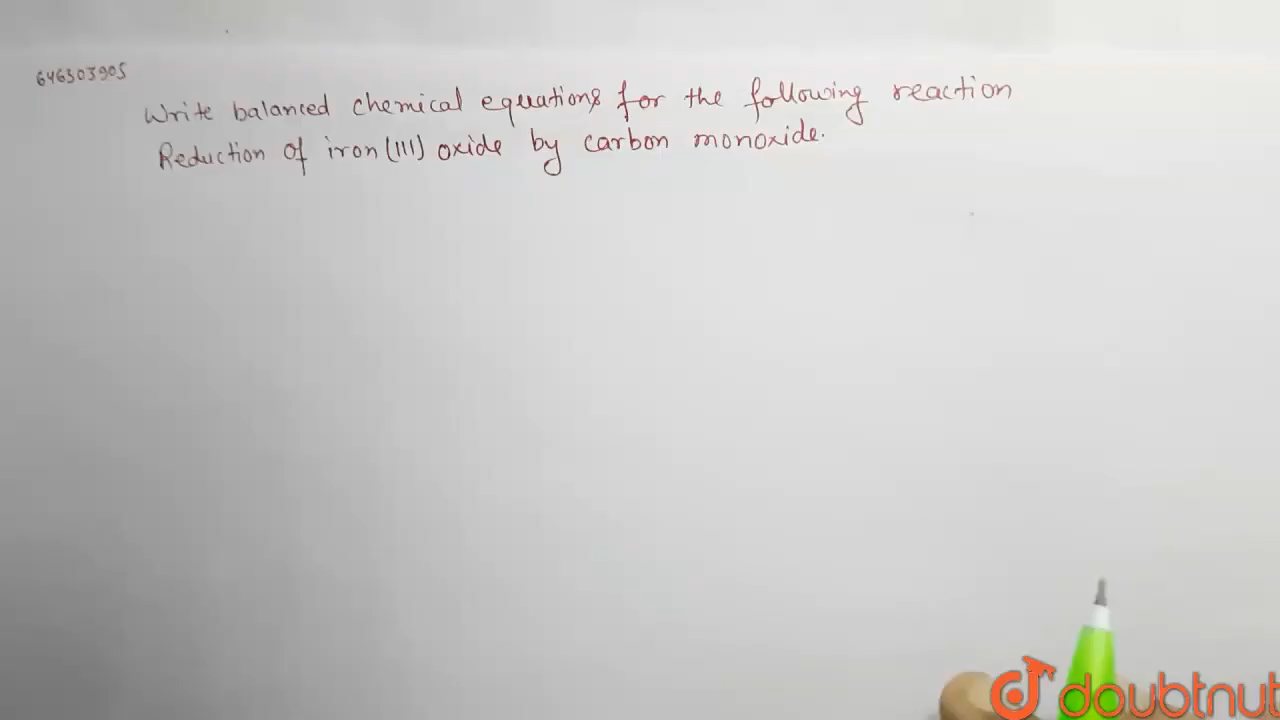 646303905
Write balanced chemical equations for the following reaction
Reduction of iron(III) oxide by carbon monoxide.
doubtnut